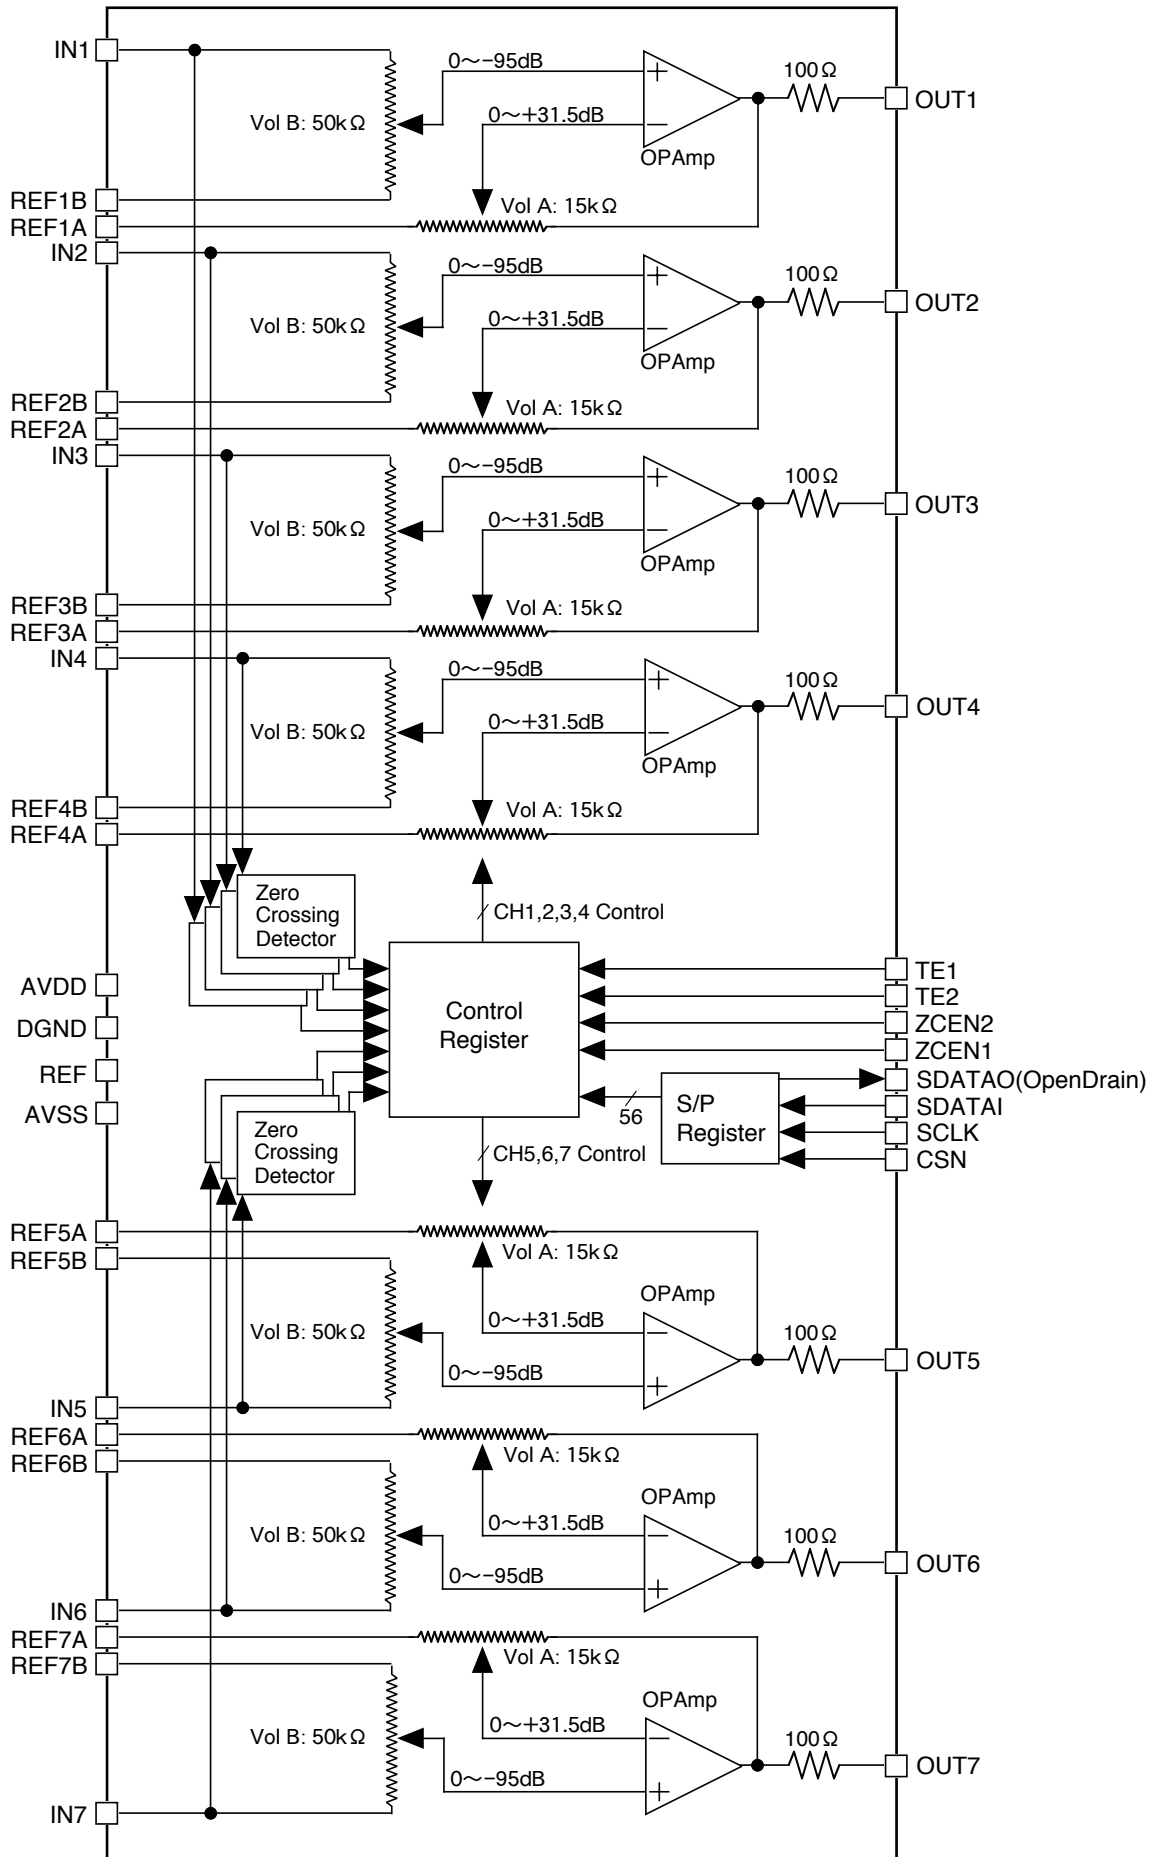 IN1
0~-95dB
100Ω
OUT1
Vol B: 50kΩ
0~+31.5dB
OPAmp
REF1B
Vol A: 15kΩ
REF1A
IN2
0~-95dB
100Ω
OUT2
Vol B: 50kΩ
0~+31.5dB
OPAmp
REF2B
Vol A: 15kΩ
REF2A
IN3
0~-95dB
100Ω
OUT3
Vol B: 50kΩ
0~+31.5dB
OPAmp
REF3B
Vol A: 15kΩ
REF3A
IN4
0~-95dB
100Ω
OUT4
Vol B: 50kΩ
0~+31.5dB
OPAmp
REF4B
Vol A: 15kΩ
REF4A
Zero
Crossing
Detector
CH1,2,3,4 Control
AVDD
DGND
REF
AVSS
Control
Register
TE1
TE2
ZCEN2
ZCEN1
SDATAO(OpenDrain)
SDATAI
SCLK
CSN
56
S/P
Register
Zero
Crossing
Detector
CH5,6,7 Control
REF5A
Vol A: 15kΩ
REF5B
OPAmp
Vol B: 50kΩ
0~+31.5dB
100Ω
OUT5
0~-95dB
IN5
REF6A
Vol A: 15kΩ
REF6B
OPAmp
Vol B: 50kΩ
0~+31.5dB
100Ω
OUT6
0~-95dB
IN6
REF7A
Vol A: 15kΩ
REF7B
OPAmp
Vol B: 50kΩ
0~+31.5dB
100Ω
OUT7
0~-95dB
IN7